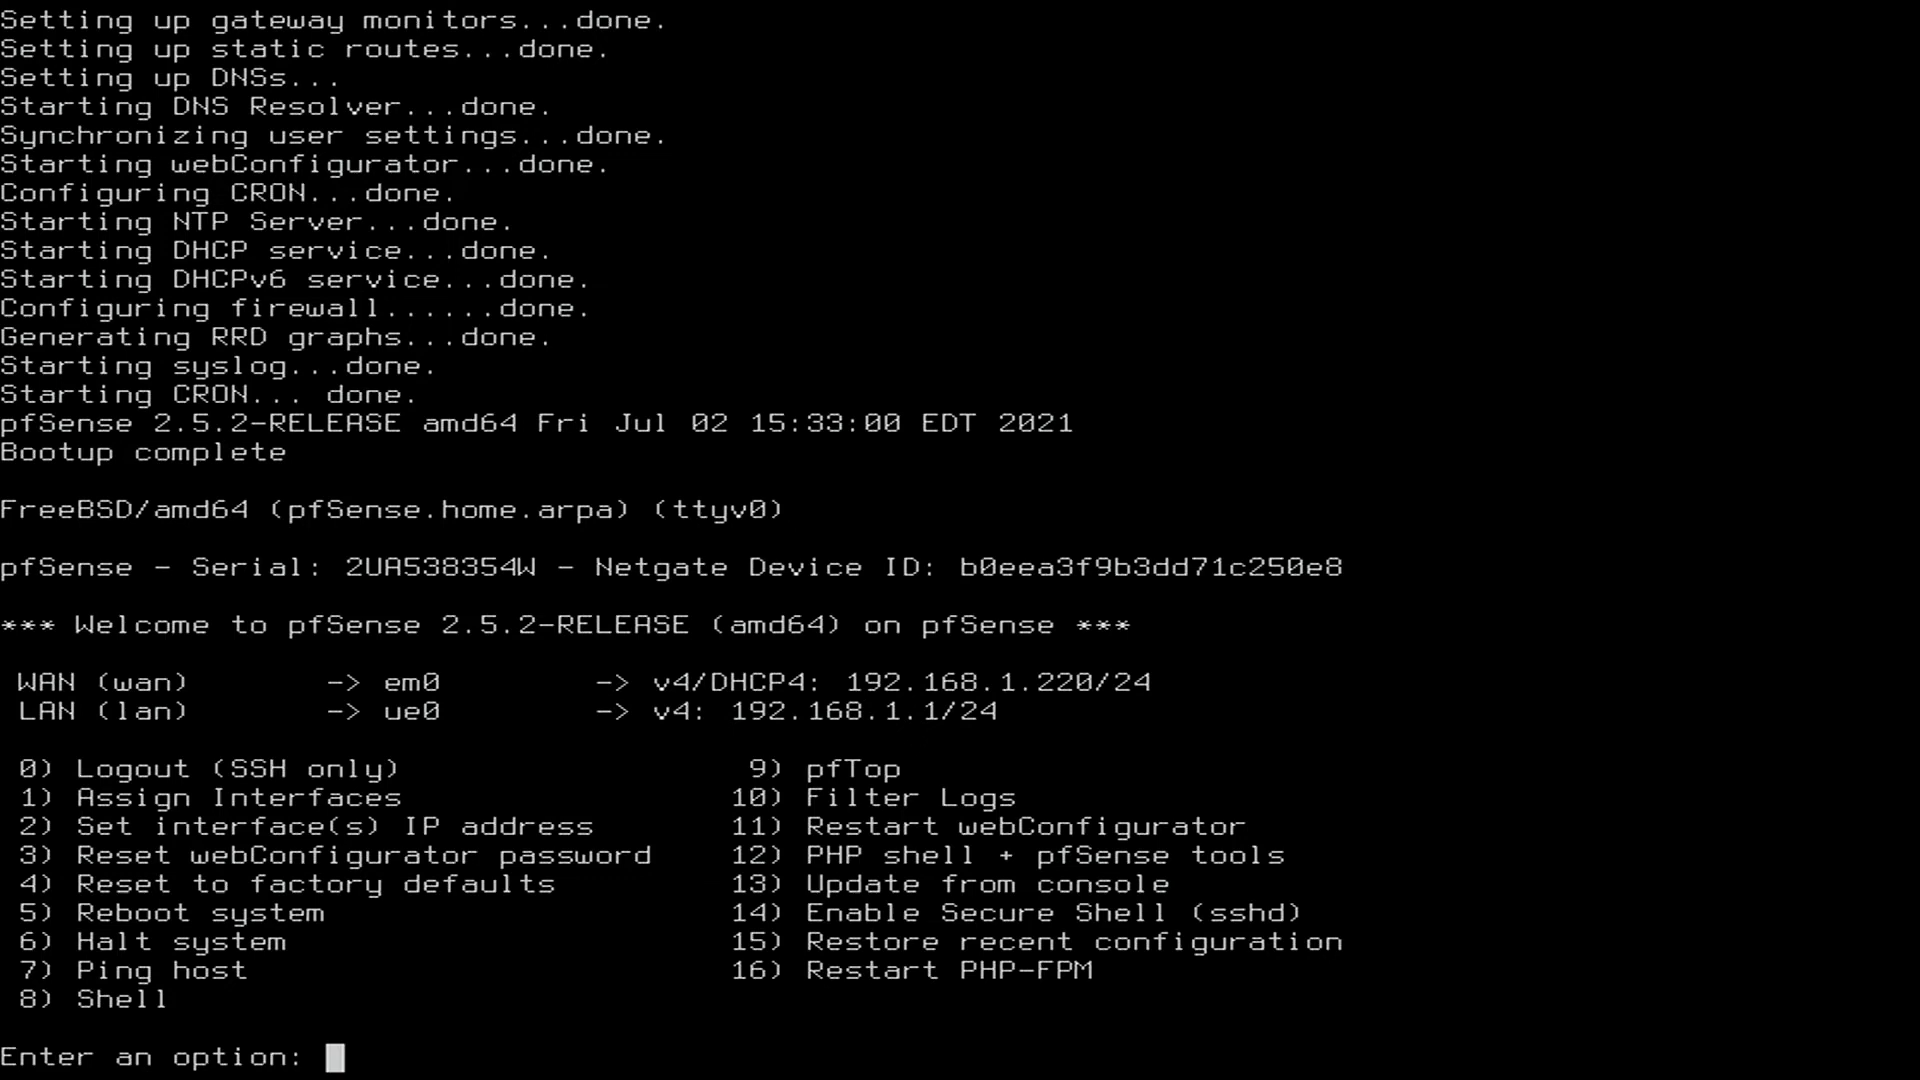 Setting up gateway monitors...done.
Setting up static routes...done.
Setting up DNSs...
Starting DNS Resolver...done.
Synchronizing user settings...done.
Starting webConfigurator...done.
Configuring CRON...done.
Starting NTP Server...done.
Starting DHCP service...done.
Starting DHCPv6 service...done.
Configuring firewall......done.
Generating RRD graphs...done.
Starting syslog...done.
Starting CRON... done.
pfSense 2.5.2-RELEASE amd64 Fri Jul 02 15:33:00 EDT 2021
Bootup complete
FreeBSD/amd64 (pfSense.home.arpa) (ttyv0)
pfSense - Serial: 2UA538354W - Netgate Device ID: b0eea3f9b3dd71c250e8
*** Welcome to pfSense 2.5.2-RELEASE (amd64) on pfSense ***
WAN (wan) -> em0 -> v4/DHCP4: 192.168.1.220/24
LAN (lan) -> ue0 -> v4: 192.168.1.1/24
0) Logout (SSH only) 9) pfTop
1) Assign Interfaces 10) Filter Logs
2) Set interface(s) IP address 11) Restart webConfigurator
3) Reset webConfigurator password 12) PHP shell + pfSense tools
4) Reset to factory defaults 13) Update from console
5) Reboot system 14) Enable Secure Shell (sshd)
6) Halt system 15) Restore recent configuration
7) Ping host 16) Restart PHP-FPM
8) Shell
Enter an option: